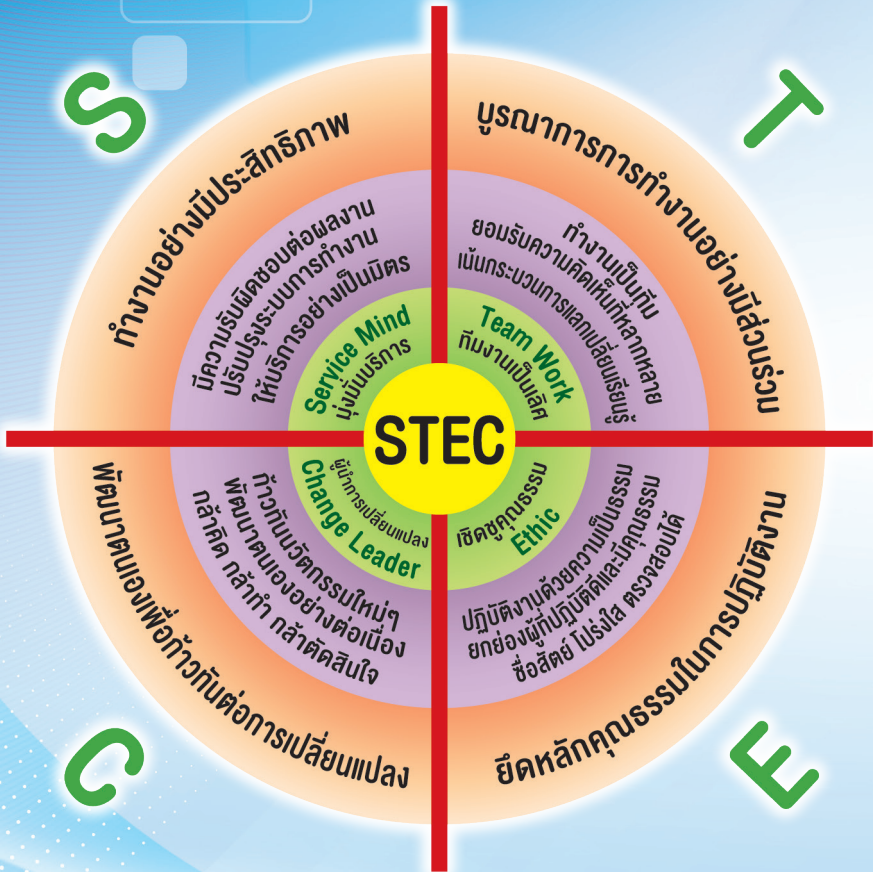 S
ทำงานอย่างมีประสิทธิภาพ
มีความรับผิดชอบต่อผลงาน
ปรับปรุงระบบการทำงาน
ให้บริการอย่างเป็นมิตร
Service Mind
มุ่งมั่นบริการ
T
บูรณาการการทำงานอย่างมีส่วนร่วม
ทำงานเป็นทีม
ยอมรับความคิดเห็นที่หลากหลาย
เน้นกระบวนการแลกเปลี่ยนเรียนรู้
Team Work
ทีมงานเป็นเลิศ
STEC
ผู้นำการเปลี่ยนแปลง
Change Leader
ก้าวทันนวัตกรรมใหม่ๆ
พัฒนาตนเองอย่างต่อเนื่อง
กล้าคิด กล้าทำ กล้าตัดสินใจ
พัฒนาตนเองเพื่อก้าวทันต่อการเปลี่ยนแปลง
C
เชิดชูคุณธรรม
Ethic
ปฏิบัติงานด้วยความเป็นธรรม
ยกย่องผู้ที่ปฏิบัติดีและมีคุณธรรม
ซื่อสัตย์ โปร่งใส ตรวจสอบได้
ยึดหลักคุณธรรมในการปฏิบัติงาน
E